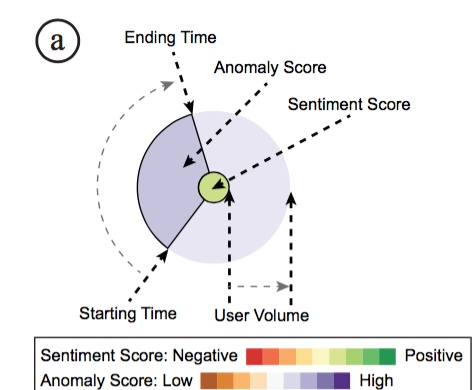 a
Ending Time
Anomaly Score
Sentiment Score
Starting Time
User Volume
Sentiment Score: Negative Positive
Anomaly Score: Low High